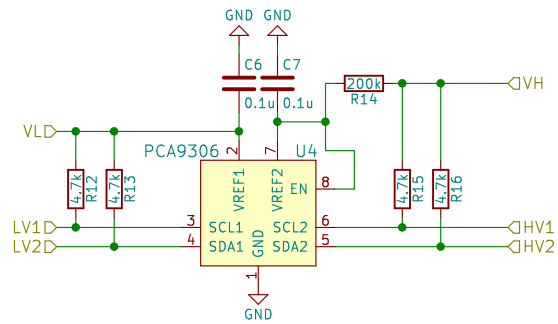 GND GND
C6 C7
0.1u 0.1u
200k
R14
VH
VL
PCA9306 U4
2 7
VREF1 VREF2
EN 8
4.7k R12 4.7k R13
4.7k R15 4.7k R16
LV1 3 SCL1 SCL2 6 HV1
LV2 4 SDA1 SDA2 5 HV2
GND
1
GND